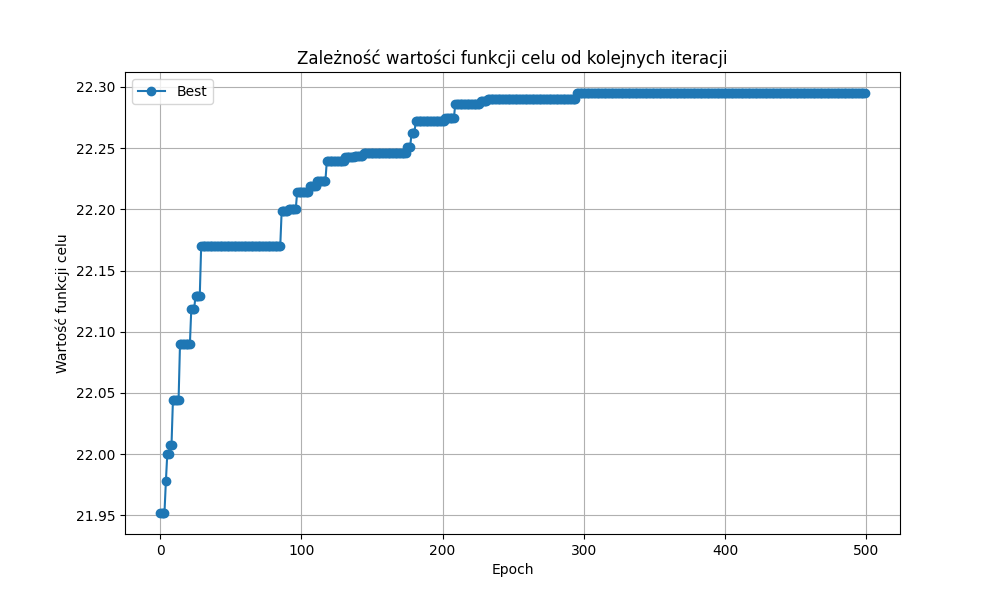 Zależność wartości funkcji celu od kolejnych iteracji
Best
22.30
22.25
22.20
22.15
22.10
22.05
22.00
21.95
Wartość funkcji celu
0 100 200 300 400 500
Epoch